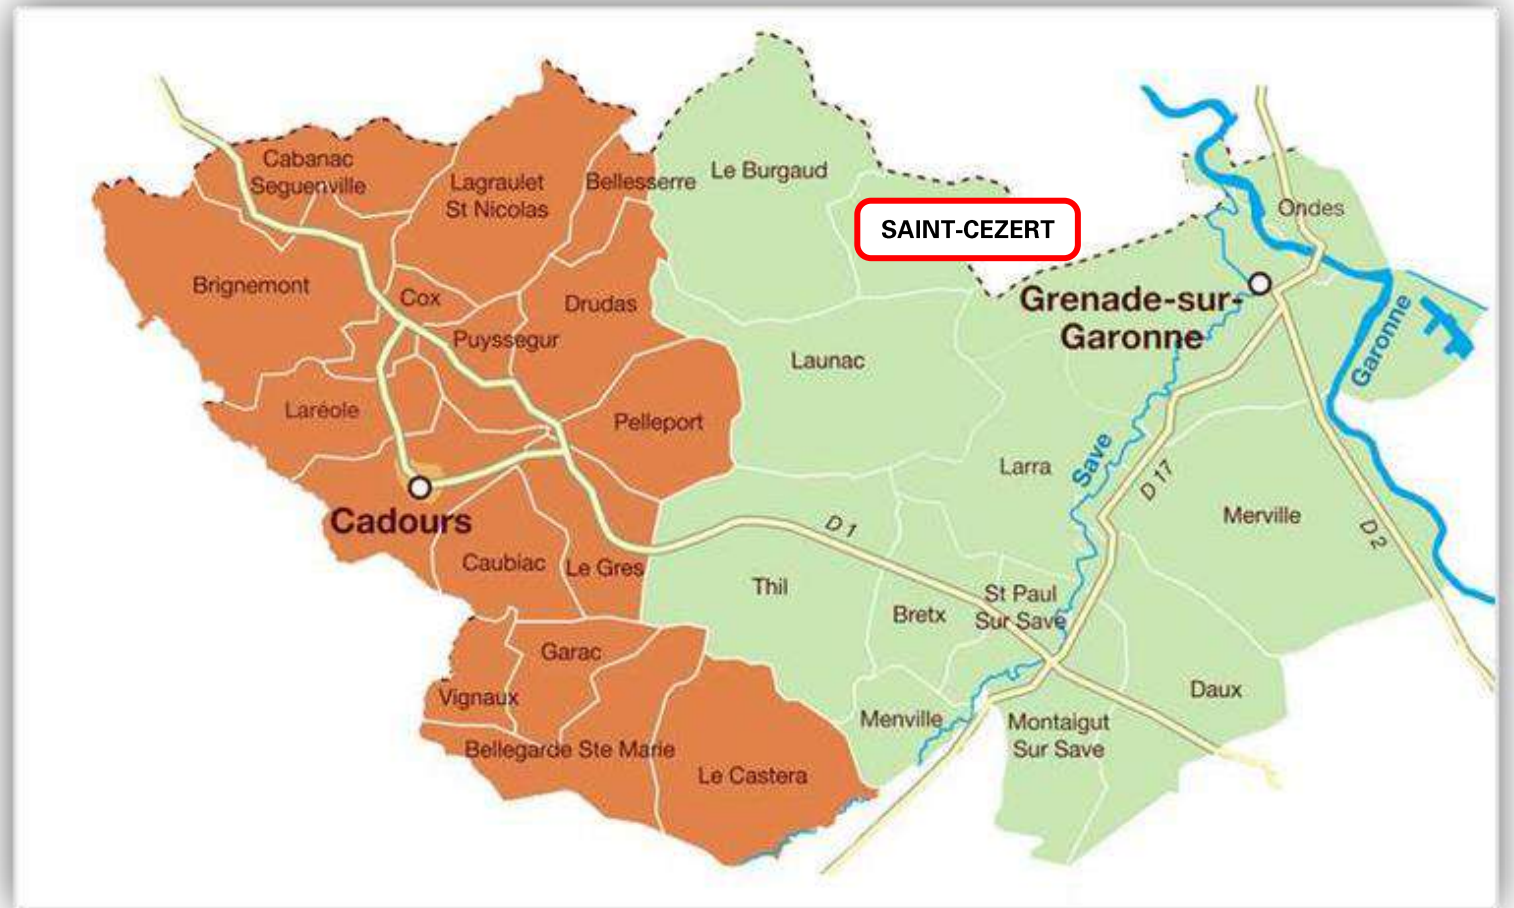 Cabanac
Seguenville
Lagraulet
St Nicolas
Bellesserre
Le Burgaud
SAINT-CEZERT
Ondes
Brignemont
Cox
Drudas
Puyssegur
Grenade-sur-
Garonne
Garonne
Launac
Laréole
Pelleport
Larra
Save
D 17
Merville
D 2
Cadours
D 1
Caubiac
Le Gres
Thil
Bretx
St Paul
Sur Save
Garac
Vignaux
Daux
Menville
Montaigut
Sur Save
Bellegarde Ste Marie
Le Castera